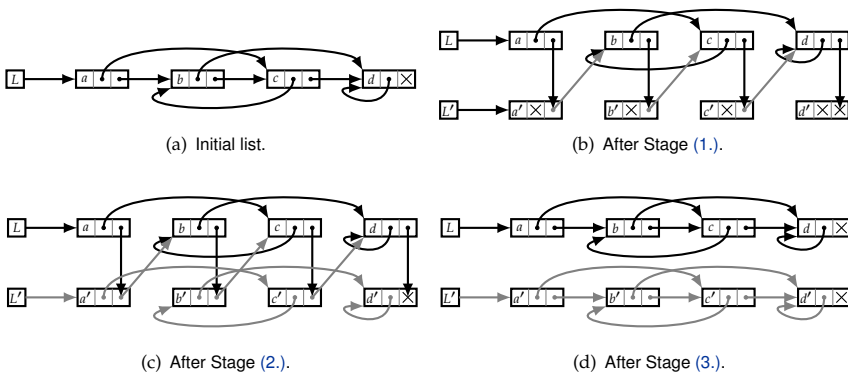 L a b c d
(a) Initial list.
L a b c d
L′ a′ b′ c′ d′
(b) After Stage (1.).
L a b c d
L′ a′ b′ c′ d′
(c) After Stage (2.).
L a b c d
L′ a′ b′ c′ d′
(d) After Stage (3.).